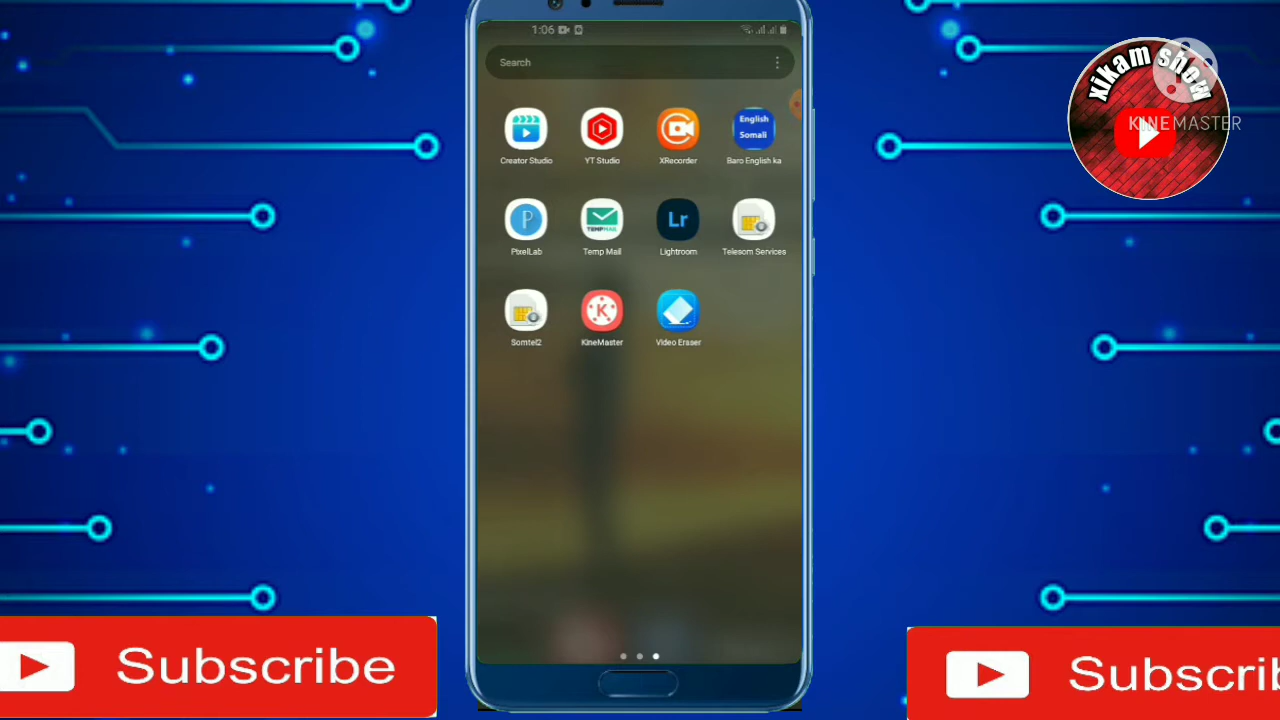 1:06
Search
xikam show
KINEMASTER
English
Somali
Creator Studio
YT Studio
XRecorder
Baro English ka
P
TEMPMAIL
Lr
PixelLab
Temp Mail
Lightroom
Telesom Services
K
Somtel2
KineMaster
Video Eraser
Subscribe
Subscrib